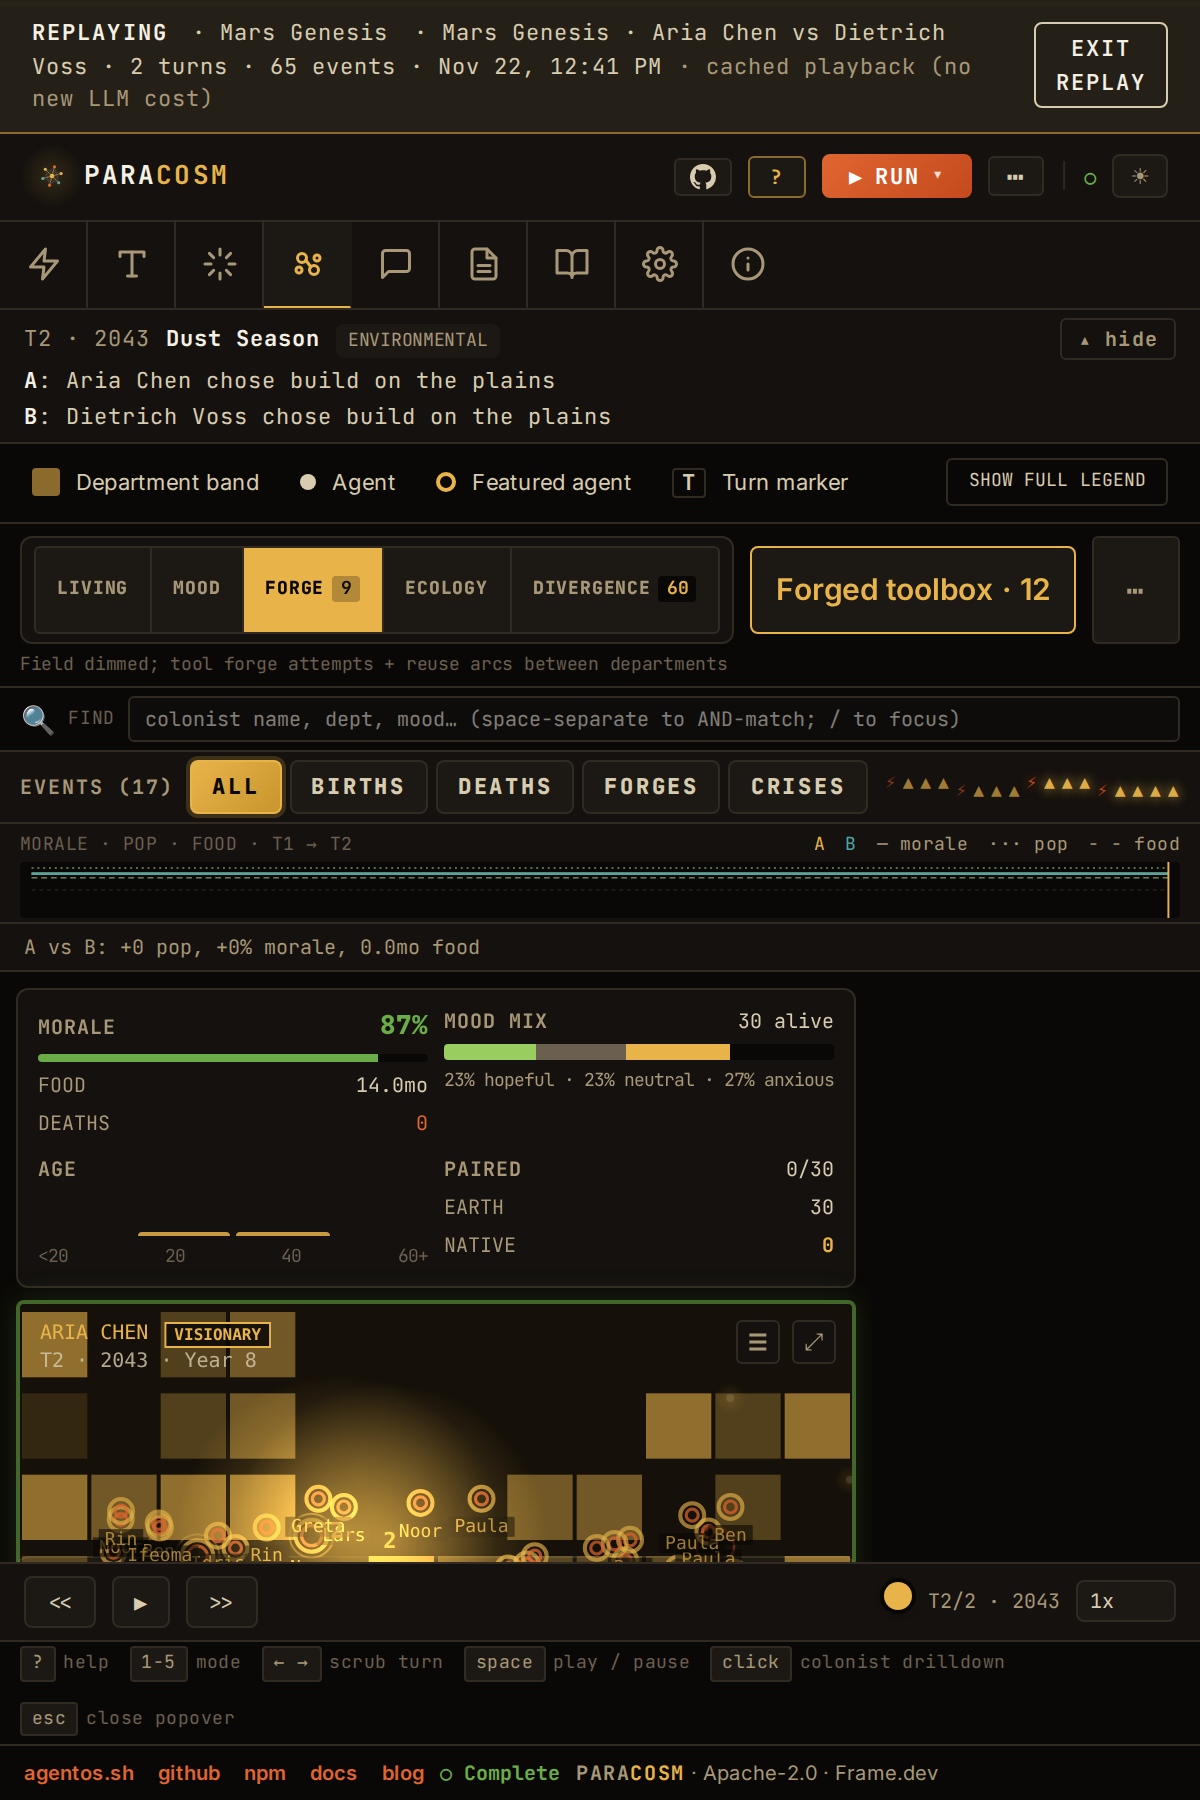 REPLAYING · Mars Genesis · Mars Genesis · Aria Chen vs Dietrich
Voss · 2 turns · 65 events · Nov 22, 12:41 PM · cached playback (no
new LLM cost)
EXIT
REPLAY
PARACOSM
?
▶ RUN ▼
T2 · 2043 Dust Season ENVIRONMENTAL
▲ hide
A: Aria Chen chose build on the plains
B: Dietrich Voss chose build on the plains
Department band
Agent
Featured agent
T Turn marker
SHOW FULL LEGEND
LIVING
MOOD
FORGE 9
ECOLOGY
DIVERGENCE 60
Forged toolbox · 12
…
Field dimmed; tool forge attempts + reuse arcs between departments
FIND
colonist name, dept, mood… (space-separate to AND-match; / to focus)
EVENTS (17)
ALL
BIRTHS
DEATHS
FORGES
CRISES
MORALE · POP · FOOD · T1 → T2
A B — morale ··· pop - - food
A vs B: +0 pop, +0% morale, 0.0mo food
MORALE 87%
FOOD 14.0mo
DEATHS 0
MOOD MIX 30 alive
23% hopeful · 23% neutral · 27% anxious
AGE
<20 20 40 60+
PAIRED 0/30
EARTH 30
NATIVE 0
ARIA CHEN VISIONARY
T2 · 2043 · Year 8
Greta
Lars
2
Noor
Paula
Rin
Ifeoma
Rin
Paula
Ben
Paula
<<
▶
>>
T2/2 · 2043
1x
? help 1-5 mode ← → scrub turn space play / pause click colonist drilldown
esc close popover
agentos.sh github npm docs blog Complete PARACOSM · Apache-2.0 · Frame.dev